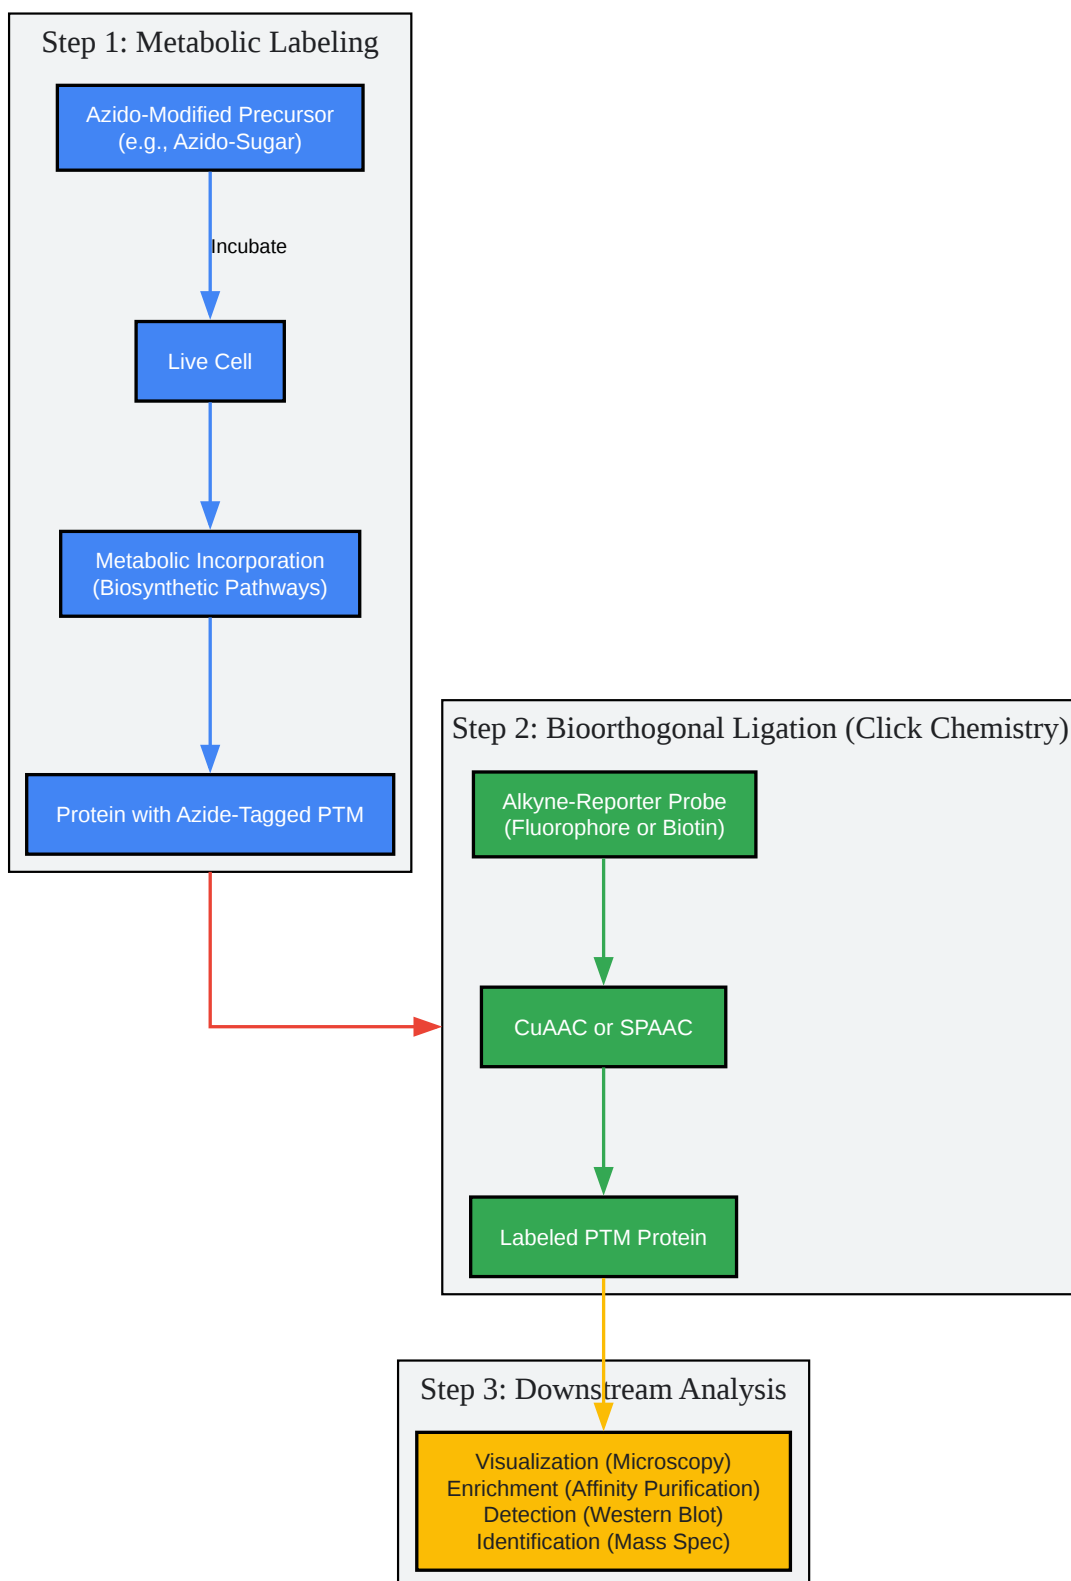 Step 1: Metabolic Labeling
Azido-Modified Precursor
(e.g., Azido-Sugar)
Incubate
Live Cell
Metabolic Incorporation
(Biosynthetic Pathways)
Protein with Azide-Tagged PTM
Step 2: Bioorthogonal Ligation (Click Chemistry)
Alkyne-Reporter Probe
(Fluorophore or Biotin)
CuAAC or SPAAC
Labeled PTM Protein
Step 3: Downstream Analysis
Visualization (Microscopy)
Enrichment (Affinity Purification)
Detection (Western Blot)
Identification (Mass Spec)